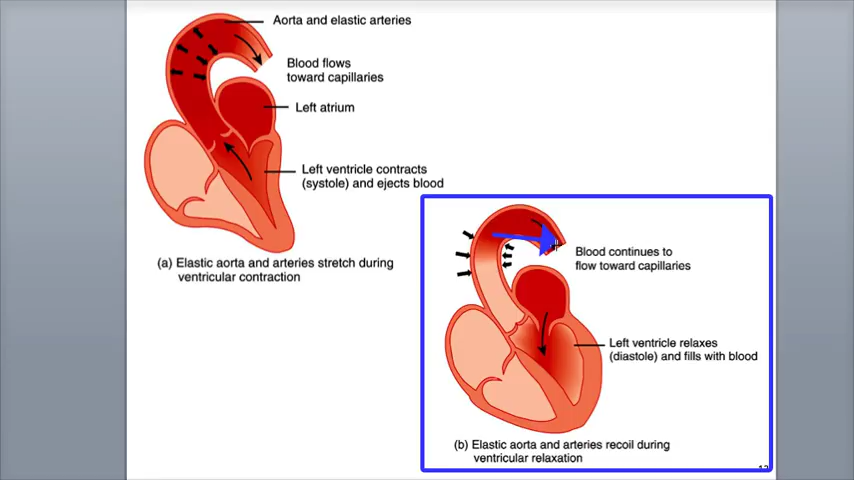 Aorta and elastic arteries
Blood flows
toward capillaries
Left atrium
Left ventricle contracts
(systole) and ejects blood
(a) Elastic aorta and arteries stretch during
ventricular contraction
Blood continues to
flow toward capillaries
Left ventricle relaxes
(diastole) and fills with blood
(b) Elastic aorta and arteries recoil during
ventricular relaxation